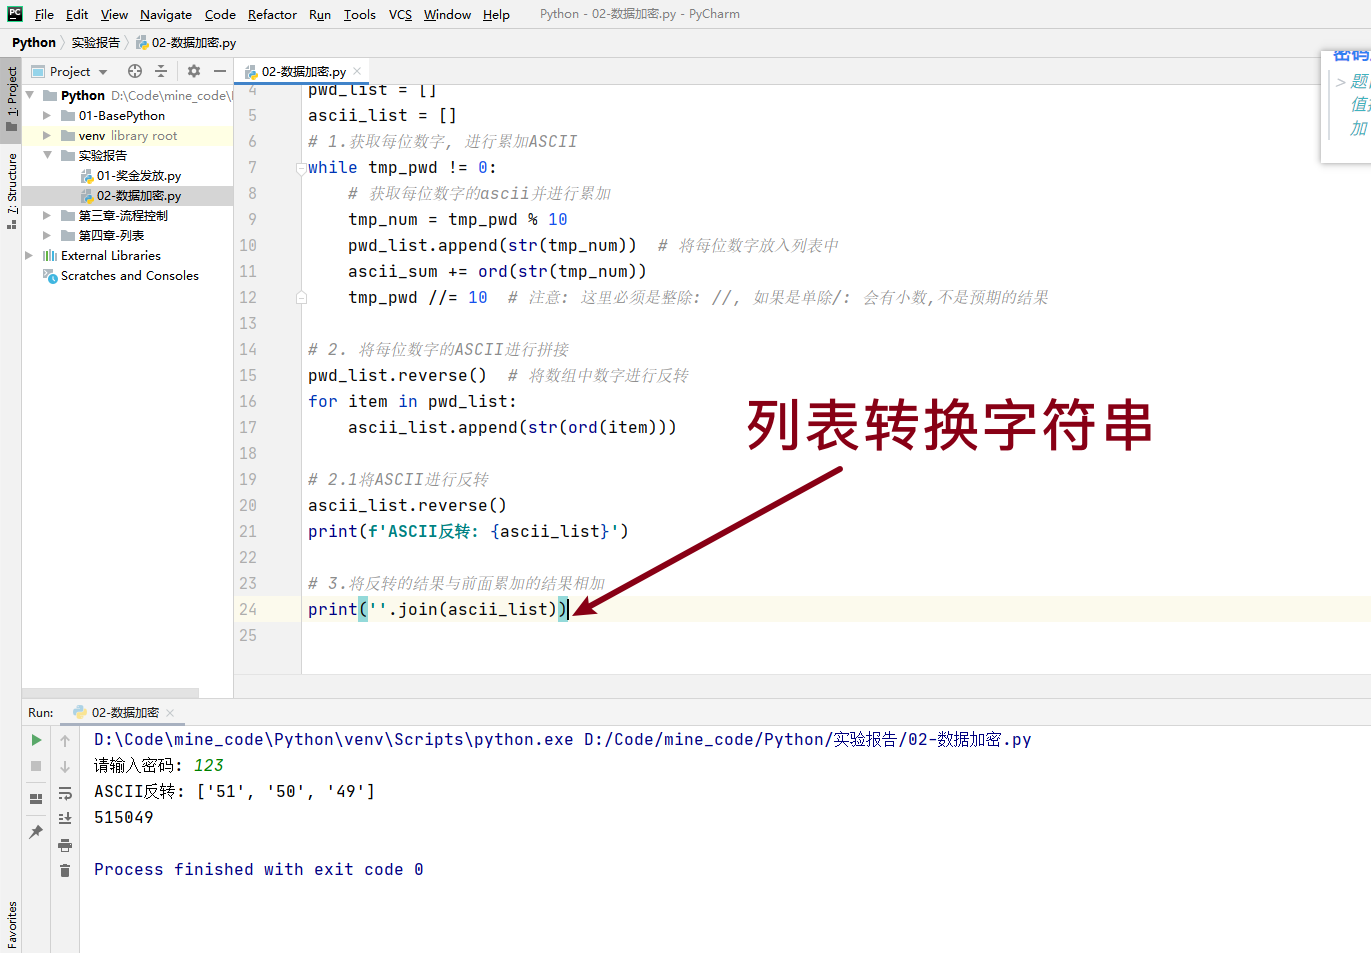 File Edit View Navigate Code Refactor Run Tools VCS Window Help Python - 02-数据加密.py - PyCharm
Python 实验报告 02-数据加密.py
1: Project
7: Structure
Favorites
Project
Python D:\Code\mine_code\
01-BasePython
venv library root
实验报告
01-奖金发放.py
02-数据加密.py
第三章-流程控制
第四章-列表
External Libraries
Scratches and Consoles
02-数据加密.py
4 pwd_list = []
5 ascii_list = []
6 # 1.获取每位数字, 进行累加ASCII
7 while tmp_pwd != 0:
8 # 获取每位数字的ascii并进行累加
9 tmp_num = tmp_pwd % 10
10 pwd_list.append(str(tmp_num)) # 将每位数字放入列表中
11 ascii_sum += ord(str(tmp_num))
12 tmp_pwd //= 10 # 注意: 这里必须是整除: //, 如果是单除/: 会有小数,不是预期的结果
13
14 # 2. 将每位数字的ASCII进行拼接
15 pwd_list.reverse() # 将数组中数字进行反转
16 for item in pwd_list:
17 ascii_list.append(str(ord(item)))
18
19 # 2.1将ASCII进行反转
20 ascii_list.reverse()
21 print(f'ASCII反转: {ascii_list}')
22
23 # 3.将反转的结果与前面累加的结果相加
24 print(''.join(ascii_list))
25
列表转换字符串
密码
> 题
值
加
Run: 02-数据加密
D:\Code\mine_code\Python\venv\Scripts\python.exe D:/Code/mine_code/Python/实验报告/02-数据加密.py
请输入密码: 123
ASCII反转: ['51', '50', '49']
515049
Process finished with exit code 0